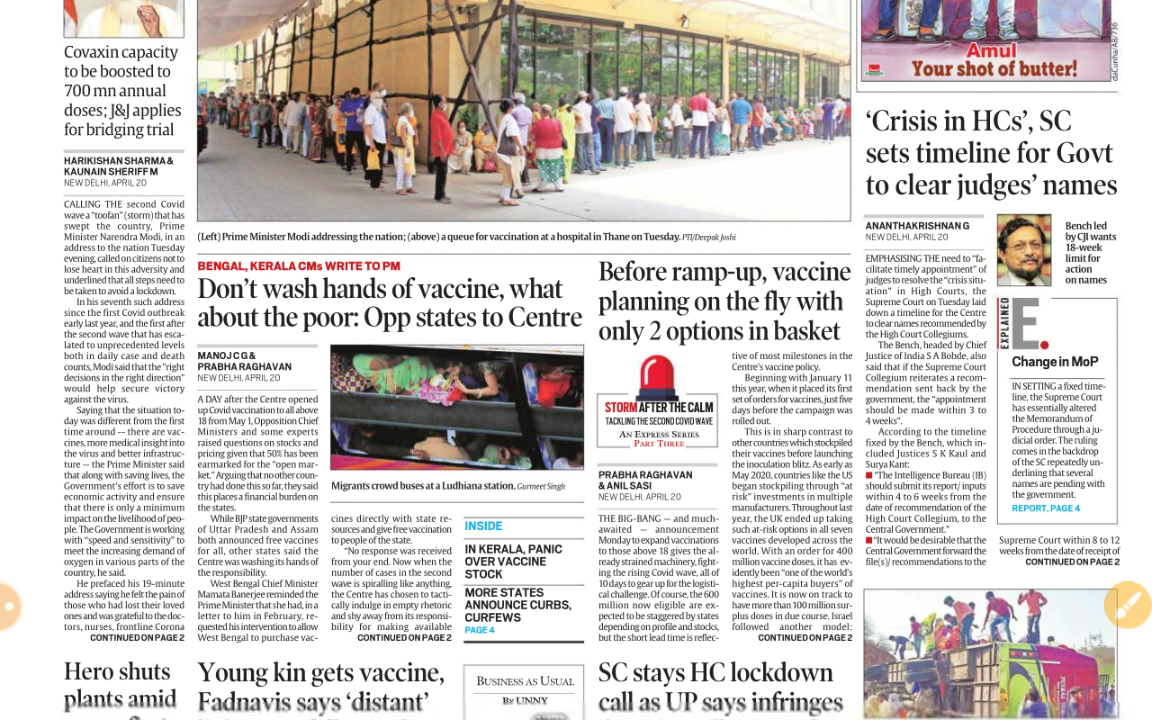 Covaxin capacity
to be boosted to
700 mn annual
doses; J&J applies
for bridging trial
HARIKISHAN SHARMA &
KAUNAIN SHERIFF M
NEW DELHI, APRIL 20
CALLING THE second Covid
wave a "toofan" (storm) that has
swept the country, Prime
Minister Narendra Modi, in an
address to the nation Tuesday
evening, called on citizens not to
lose heart in this adversity and
underlined that all steps need to
be taken to avoid a lockdown.
In his seventh such address
since the first Covid outbreak
early last year, and the first after
the second wave that has esca-
lated to unprecedented levels
both in daily case and death
counts, Modi said that the "right
decisions in the right direction"
would help secure victory
against the virus.
Saying that the situation to-
day was different from the first
time around — there are vac-
cines, more medical insight into
the virus and better infrastruc-
ture — the Prime Minister said
that along with saving lives, the
Government's effort is to save
economic activity and ensure
that there is only a minimum
impact on the livelihood of peo-
ple. The Government is working
with "speed and sensitivity" to
meet the increasing demand of
oxygen in various parts of the
country, he said.
He prefaced his 19-minute
address saying he felt the pain of
those who had lost their loved
ones and was grateful to the doc-
tors, nurses, frontline Corona
CONTINUED ON PAGE 2
(Left) Prime Minister Modi addressing the nation; (above) a queue for vaccination at a hospital in Thane on Tuesday. PTI/Deepak Joshi
BENGAL, KERALA CMs WRITE TO PM
Don't wash hands of vaccine, what
about the poor: Opp states to Centre
MANOJ C G &
PRABHA RAGHAVAN
NEW DELHI, APRIL 20
A DAY after the Centre opened
up Covid vaccination to all above
18 from May 1, Opposition Chief
Ministers and some experts
raised questions on stocks and
pricing given that 50% has been
earmarked for the "open mar-
ket." Arguing that no other coun-
try had done this so far, they said
this places a financial burden on
the states.
While BJP state governments
of Uttar Pradesh and Assam
both announced free vaccines
for all, other states said the
Centre was washing its hands of
the responsibility.
West Bengal Chief Minister
Mamata Banerjee reminded the
Prime Minister that she had, in a
letter to him in February, re-
quested his intervention to allow
West Bengal to purchase vac-
Migrants crowd buses at a Ludhiana station. Gurmeet Singh
cines directly with state re-
sources and give free vaccination
to people of the state.
"No response was received
from your end. Now when the
number of cases in the second
wave is spiralling like anything,
the Centre has chosen to tact-
ically indulge in empty rhetoric
and shy away from its responsi-
bility for making available
CONTINUED ON PAGE 2
INSIDE
IN KERALA, PANIC
OVER VACCINE
STOCK
MORE STATES
ANNOUNCE CURBS,
CURFEWS
PAGE 4
Before ramp-up, vaccine
planning on the fly with
only 2 options in basket
STORM AFTER THE CALM
TACKLING THE SECOND COVID WAVE
AN EXPRESS SERIES
PART THREE
PRABHA RAGHAVAN
& ANIL SASI
NEW DELHI, APRIL 20
THE BIG-BANG — and much-
awaited — announcement
Monday to expand vaccinations
to those above 18 gives the al-
ready strained machinery, fight-
ing the rising Covid wave, all of
10 days to gear up for the logisti-
cal challenge. Of course, the 600
million now eligible are ex-
pected to be staggered by states
depending on profile and stocks,
but the short lead time is reflec-
tive of most milestones in the
Centre's vaccine policy.
Beginning with January 11
this year, when it placed its first
set of orders for vaccines, just five
days before the campaign was
rolled out.
This is in sharp contrast to
other countries which stockpiled
their vaccines before launching
the inoculation blitz. As early as
May 2020, countries like the US
began stockpiling through "at
risk" investments in multiple
manufacturers. Throughout last
year, the UK ended up taking
such at-risk options in all seven
vaccines developed across the
world. With an order for 400
million vaccine doses, it has ev-
idently been "one of the world's
highest per-capita buyers" of
vaccines. It is now on track to
have more than 100 million sur-
plus doses in due course. Israel
followed another model:
CONTINUED ON PAGE 2
Amul
Your shot of butter!
daCunha/AB/736
'Crisis in HCs', SC
sets timeline for Govt
to clear judges' names
ANANTHAKRISHNAN G
NEW DELHI, APRIL 20
EMPHASISING THE need to "fa-
cilitate timely appointment" of
judges to resolve the "crisis situ-
ation" in High Courts, the
Supreme Court on Tuesday laid
down a timeline for the Centre
to clear names recommended by
the High Court Collegiums.
The Bench, headed by Chief
Justice of India S A Bobde, also
said that if the Supreme Court
Collegium reiterates a recom-
mendation sent back by the
government, the "appointment
should be made within 3 to
4 weeks".
According to the timeline
fixed by the Bench, which in-
cluded Justices S K Kaul and
Surya Kant:
■ "The Intelligence Bureau (IB)
should submit its report/ inputs
within 4 to 6 weeks from the
date of recommendation of the
High Court Collegium, to the
Central Government."
■ "It would be desirable that the
Central Government forward the
file(s)/ recommendations to the
Bench led
by CJI wants
18-week
limit for
action
on names
EXPLAINED
E.
Change in MoP
IN SETTING a fixed time-
line, the Supreme Court
has essentially altered
the Memorandum of
Procedure through a ju-
dicial order. The ruling
comes in the backdrop
of the SC repeatedly un-
derlining that several
names are pending with
the government.
REPORT, PAGE 4
Supreme Court within 8 to 12
weeks from the date of receipt of
CONTINUED ON PAGE 2
Hero shuts
plants amid
Young kin gets vaccine,
Fadnavis says 'distant'
BUSINESS AS USUAL
BY UNNY
SC stays HC lockdown
call as UP says infringes